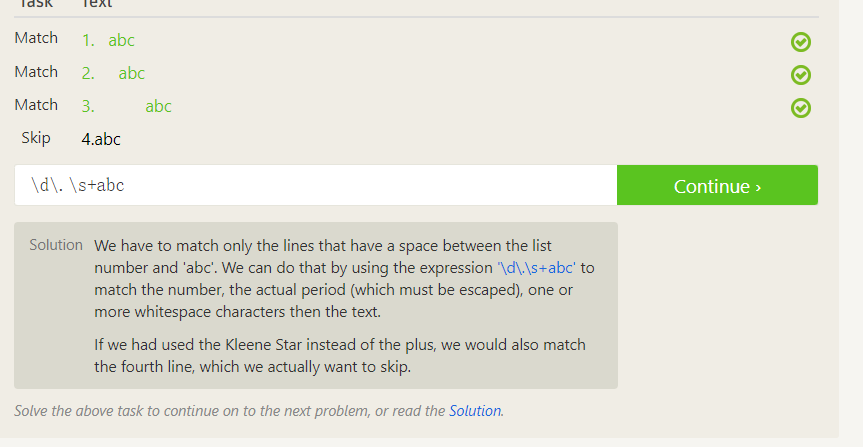 Task Text
Match 1. abc
Match 2. abc
Match 3. abc
Skip 4.abc
\d\. \s+abc
Continue ›
Solution We have to match only the lines that have a space between the list
number and 'abc'. We can do that by using the expression '\d\.\s+abc' to
match the number, the actual period (which must be escaped), one or
more whitespace characters then the text.
If we had used the Kleene Star instead of the plus, we would also match
the fourth line, which we actually want to skip.
Solve the above task to continue on to the next problem, or read the Solution.